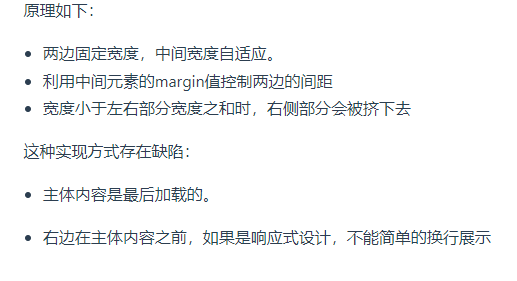 原理如下：
两边固定宽度，中间宽度自适应。
利用中间元素的margin值控制两边的间距
宽度小于左右部分宽度之和时，右侧部分会被挤下去
这种实现方式存在缺陷：
主体内容是最后加载的。
右边在主体内容之前，如果是响应式设计，不能简单的换行展示